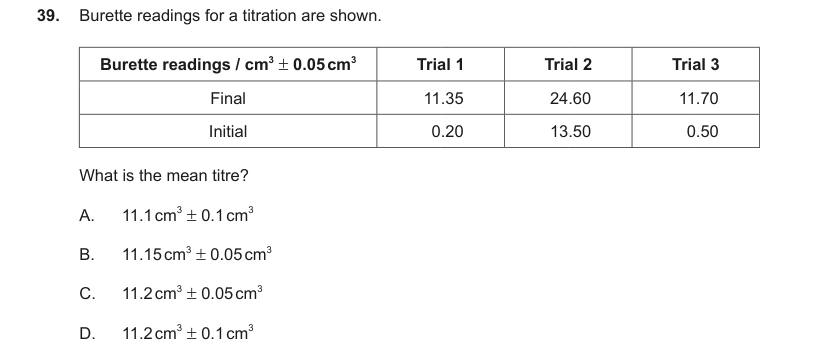 39. Burette readings for a titration are shown.
Burette readings / cm³ ± 0.05 cm³ Trial 1 Trial 2 Trial 3
Final 11.35 24.60 11.70
Initial 0.20 13.50 0.50
What is the mean titre?
A. 11.1 cm³ ± 0.1 cm³
B. 11.15 cm³ ± 0.05 cm³
C. 11.2 cm³ ± 0.05 cm³
D. 11.2 cm³ ± 0.1 cm³